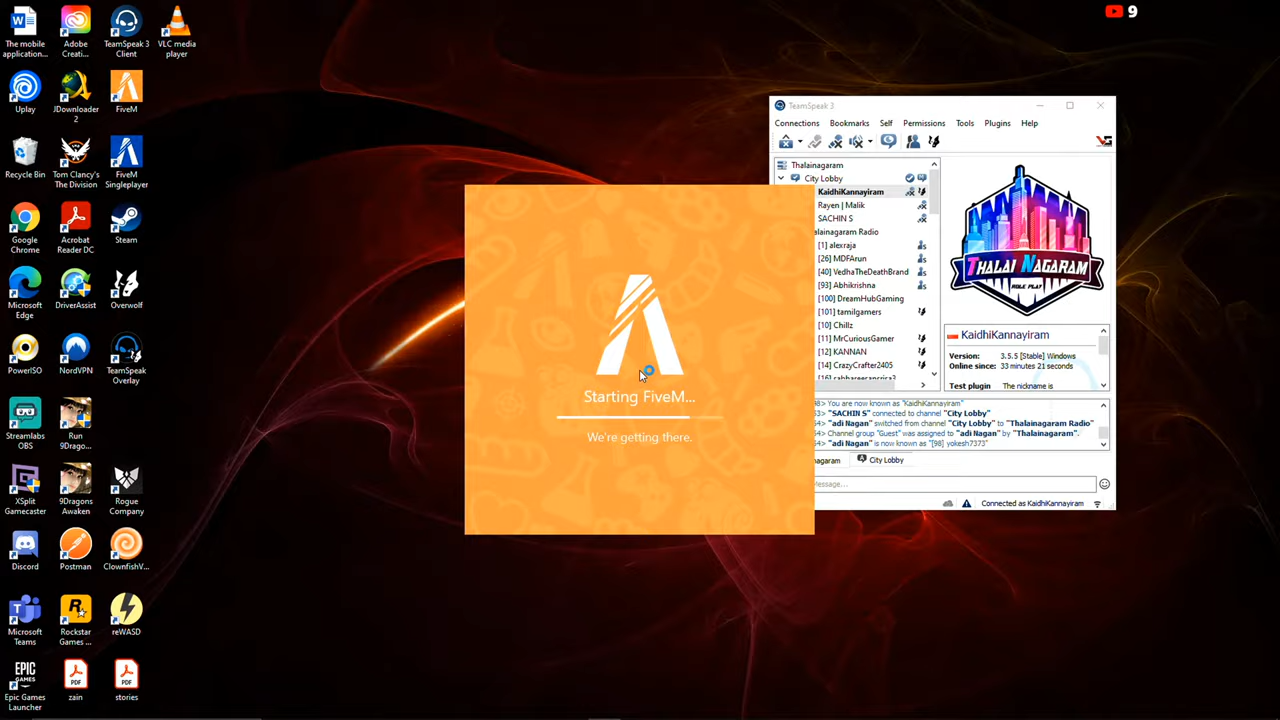 9
The mobile
application...
Adobe
Creati...
TeamSpeak 3
Client
VLC media
player
Uplay
JDownloader
2
FiveM
Recycle Bin
Tom Clancy's
The Division
FiveM
Singleplayer
Google
Chrome
Acrobat
Reader DC
Steam
Microsoft
Edge
DriverAssist
Overwolf
PowerISO
NordVPN
TeamSpeak
Overlay
Streamlabs
OBS
Run
9Drago...
XSplit
Gamecaster
9Dragons
Awaken
Rogue
Company
Discord
Postman
ClownfishV...
Microsoft
Teams
Rockstar
Games ...
reWASD
EPIC
GAMES
Epic Games
Launcher
PDF
zain
PDF
stories
Starting FiveM...
We're getting there.
TeamSpeak 3
Connections Bookmarks Self Permissions Tools Plugins Help
Thalainagaram
City Lobby
KaidhiKannayiram
Rayen | Malik
SACHIN S
alainagaram Radio
[1] alexraja
[26] MDFArun
[40] VedhaTheDeathBrand
[93] Abhikrishna
[100] DreamHubGaming
[101] tamilgamers
[10] Chillz
[11] MrCuriousGamer
[12] KANNAN
[14] CrazyCrafter2405
THALAI NAGARAM
ROLE PLAY
KaidhiKannayiram
Version: 3.5.5 [Stable] Windows
Online since: 33 minutes 21 seconds
Test plugin The nickname is
> You are now known as "KaidhiKannayiram"
> "SACHIN S" connected to channel "City Lobby"
> "adi Nagan" switched from channel "City Lobby" to "Thalainagaram Radio"
> Channel group "Guest" was assigned to "adi Nagan" by "Thalainagaram".
> "adi Nagan" is now known as "[98] yokesh7373"
nagaram City Lobby
Message...
Connected as KaidhiKannayiram